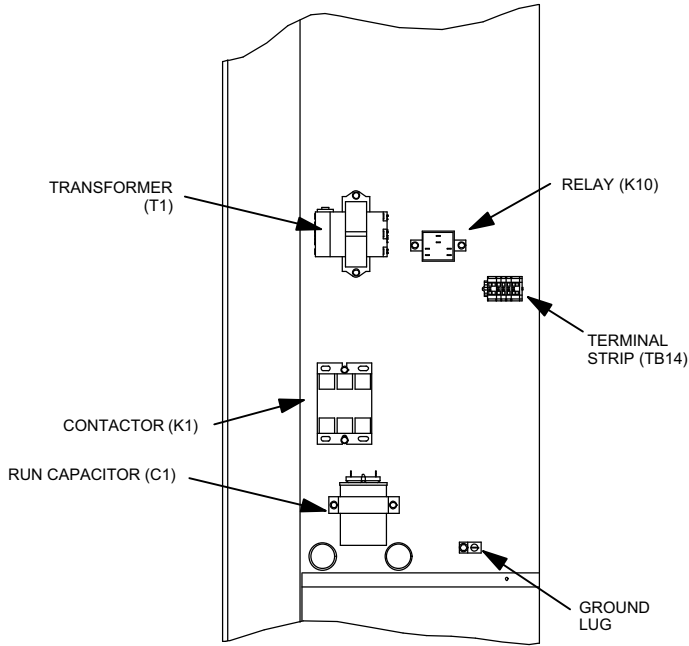 TRANSFORMER
(T1)
RELAY (K10)
TERMINAL
STRIP (TB14)
CONTACTOR (K1)
RUN CAPACITOR (C1)
GROUND
LUG